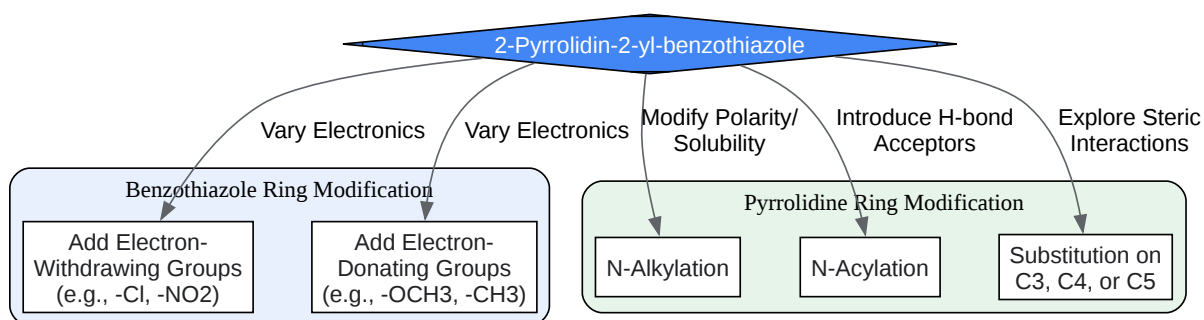 2-Pyrrolidin-2-yl-benzothiazole
Vary Electronics
Vary Electronics
Modify Polarity/
Solubility
Introduce H-bond
Acceptors
Explore Steric
Interactions
Benzothiazole Ring Modification
Add Electron-
Withdrawing Groups
(e.g., -Cl, -NO2)
Add Electron-
Donating Groups
(e.g., -OCH3, -CH3)
Pyrrolidine Ring Modification
N-Alkylation
N-Acylation
Substitution on
C3, C4, or C5